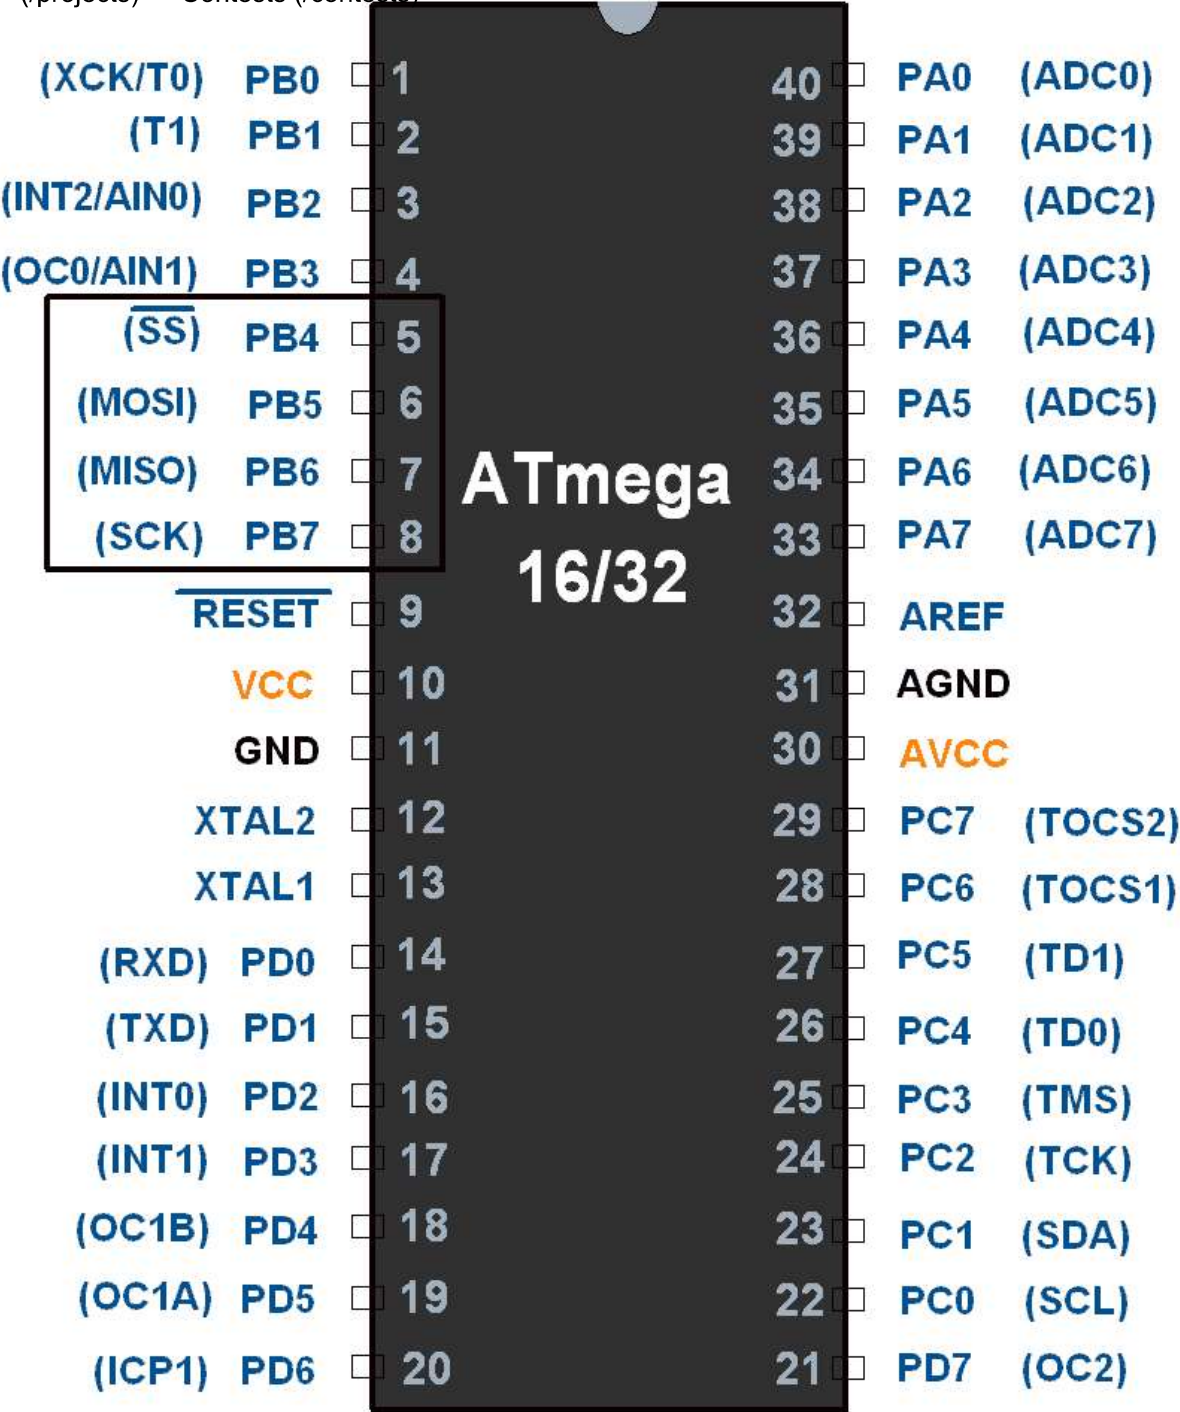 (XCK/T0) PB0 1 40 PA0 (ADC0)
(T1) PB1 2 39 PA1 (ADC1)
(INT2/AIN0) PB2 3 38 PA2 (ADC2)
(OC0/AIN1) PB3 4 37 PA3 (ADC3)
(SS) PB4 5 36 PA4 (ADC4)
(MOSI) PB5 6 35 PA5 (ADC5)
(MISO) PB6 7 34 PA6 (ADC6)
(SCK) PB7 8 33 PA7 (ADC7)
ATmega
16/32
RESET 9 32 AREF
VCC 10 31 AGND
GND 11 30 AVCC
XTAL2 12 29 PC7 (TOCS2)
XTAL1 13 28 PC6 (TOCS1)
(RXD) PD0 14 27 PC5 (TD1)
(TXD) PD1 15 26 PC4 (TD0)
(INT0) PD2 16 25 PC3 (TMS)
(INT1) PD3 17 24 PC2 (TCK)
(OC1B) PD4 18 23 PC1 (SDA)
(OC1A) PD5 19 22 PC0 (SCL)
(ICP1) PD6 20 21 PD7 (OC2)